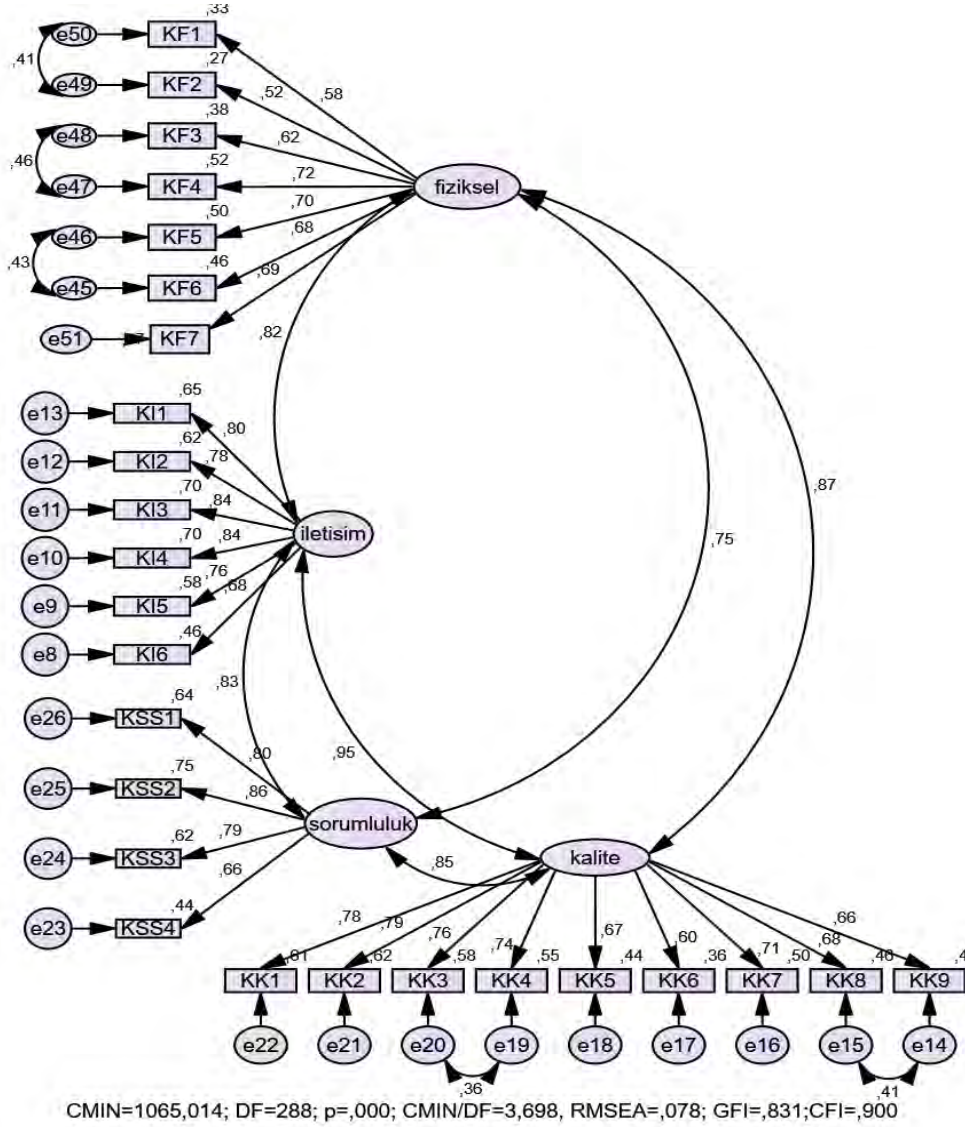 ,33
e50 KF1
,41 ,27 ,58
e49 KF2 ,52
,38
e48 KF3 ,62
,46 ,52 ,72
e47 KF4 fiziksel
,50 ,70
e46 KF5 ,68
,43 ,46 ,69
e45 KF6
e51 KF7 ,82
,65
e13 KI1 ,80
,62
e12 KI2 ,78
,70 ,87
e11 KI3 ,84
,70 ,84 iletisim ,75
e10 KI4
,58 ,76
e9 KI5 ,68
,46
e8 KI6
,64 ,83
e26 KSS1
,80 ,95
,75
e25 KSS2 ,86
,62 ,79 sorumluluk
e24 KSS3 ,85 kalite
,66
,44
e23 KSS4
,78 ,79 ,76 ,74 ,67 ,60 ,71 ,68 ,66
,62 ,58 ,55 ,44 ,36 ,50
KK1 KK2 KK3 KK4 KK5 KK6 KK7 KK8 KK9
e22 e21 e20 e19 e18 e17 e16 e15 e14
,36 ,41
CMIN=1065,014; DF=288; p=,000; CMIN/DF=3,698, RMSEA=,078; GFI=,831;CFI=,900